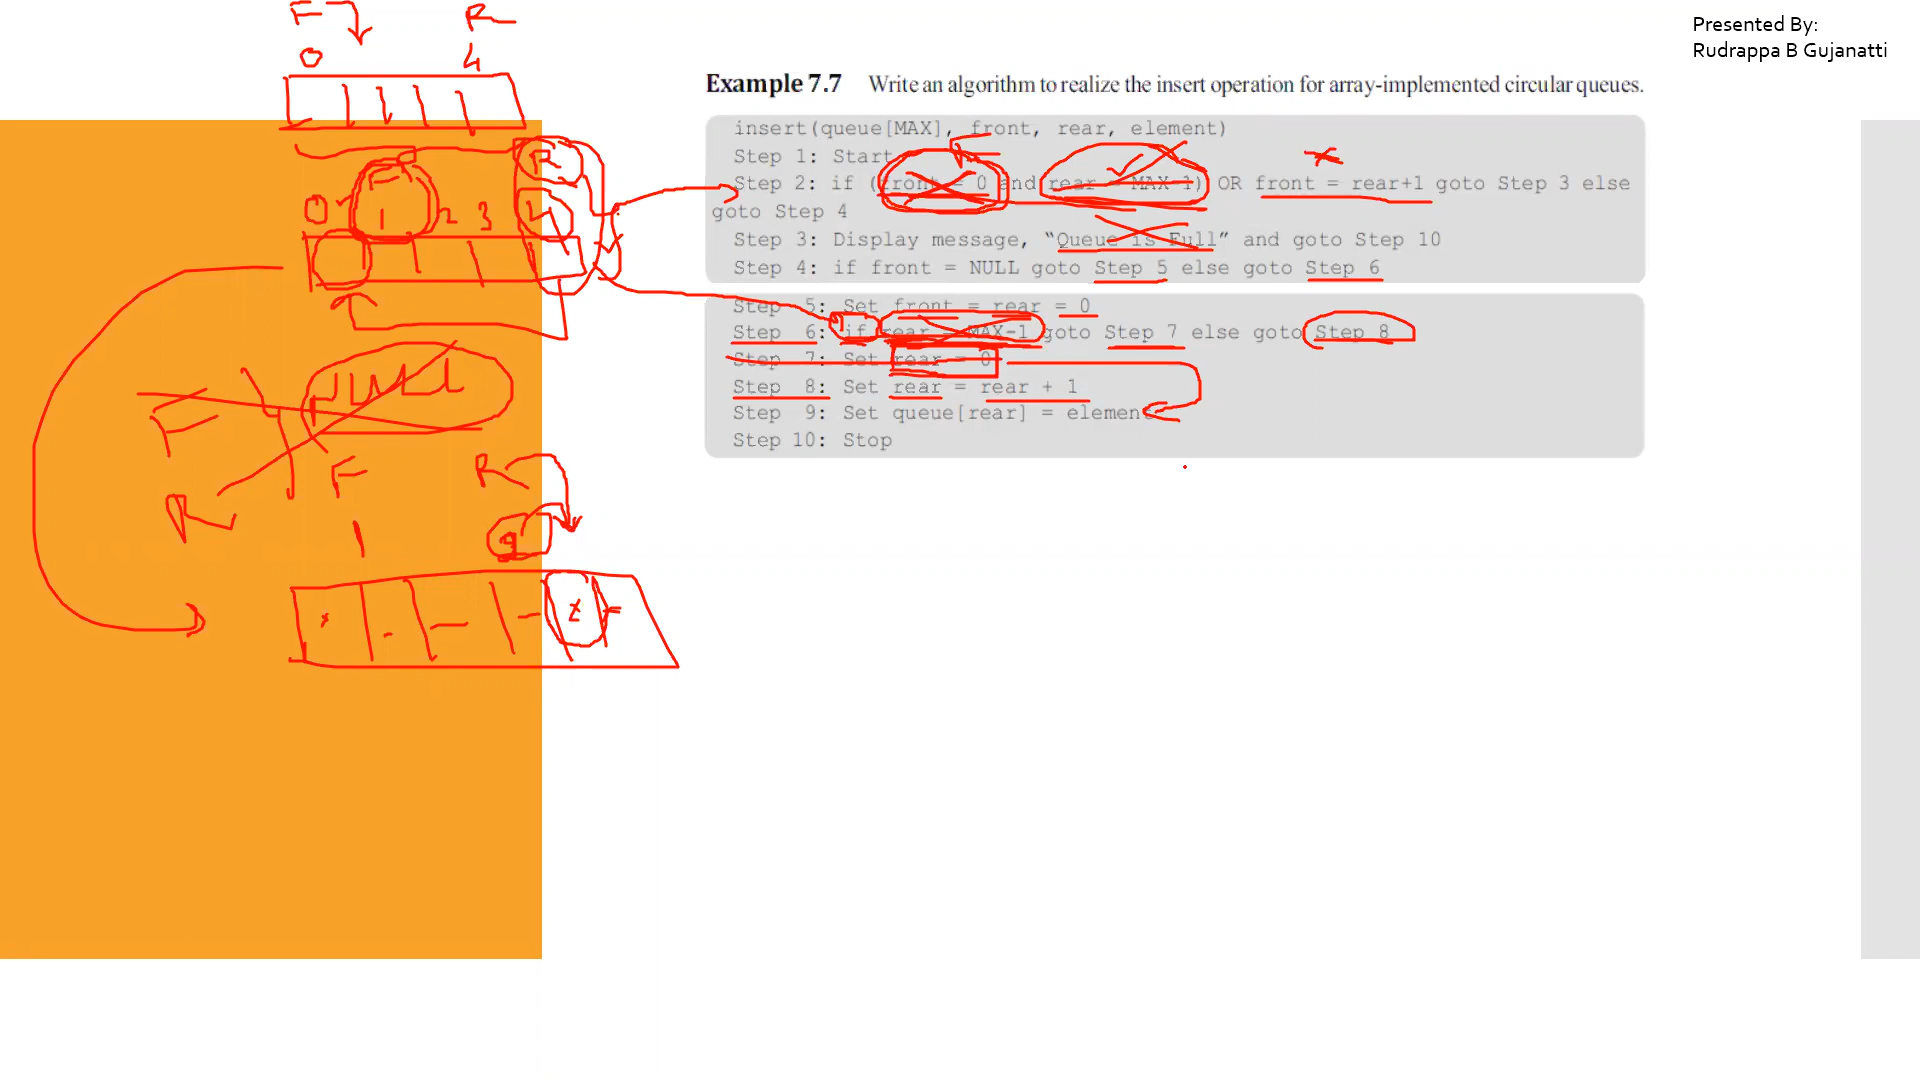 Presented By:
Rudrappa B Gujanatti
F R
0 4
Example 7.7 Write an algorithm to realize the insert operation for array-implemented circular queues.
insert(queue[MAX], front, rear, element)
Step 1: Start
Step 2: if (front = 0 and rear = MAX-1) OR front = rear+1 goto Step 3 else
goto Step 4
Step 3: Display message, “Queue is Full” and goto Step 10
Step 4: if front = NULL goto Step 5 else goto Step 6
Step 5: Set front = rear = 0
Step 6: if rear = MAX-1 goto Step 7 else goto Step 8
Step 7: Set rear = 0
Step 8: Set rear = rear + 1
Step 9: Set queue[rear] = element
Step 10: Stop
F R
0 1 2 3 4
F NULL
R
F R
1